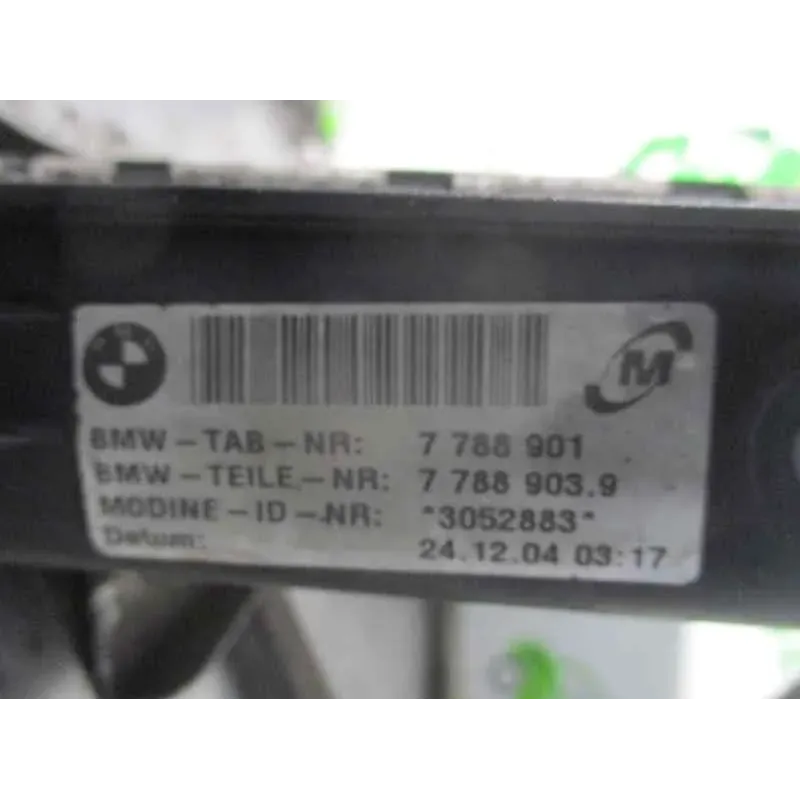 BMW
M
BMW-TAB-NR: 7 788 901
BMW-TEILE-NR: 7 788 903.9
MODINE-ID-NR: *3052883*
Datum: 24.12.04 03:17